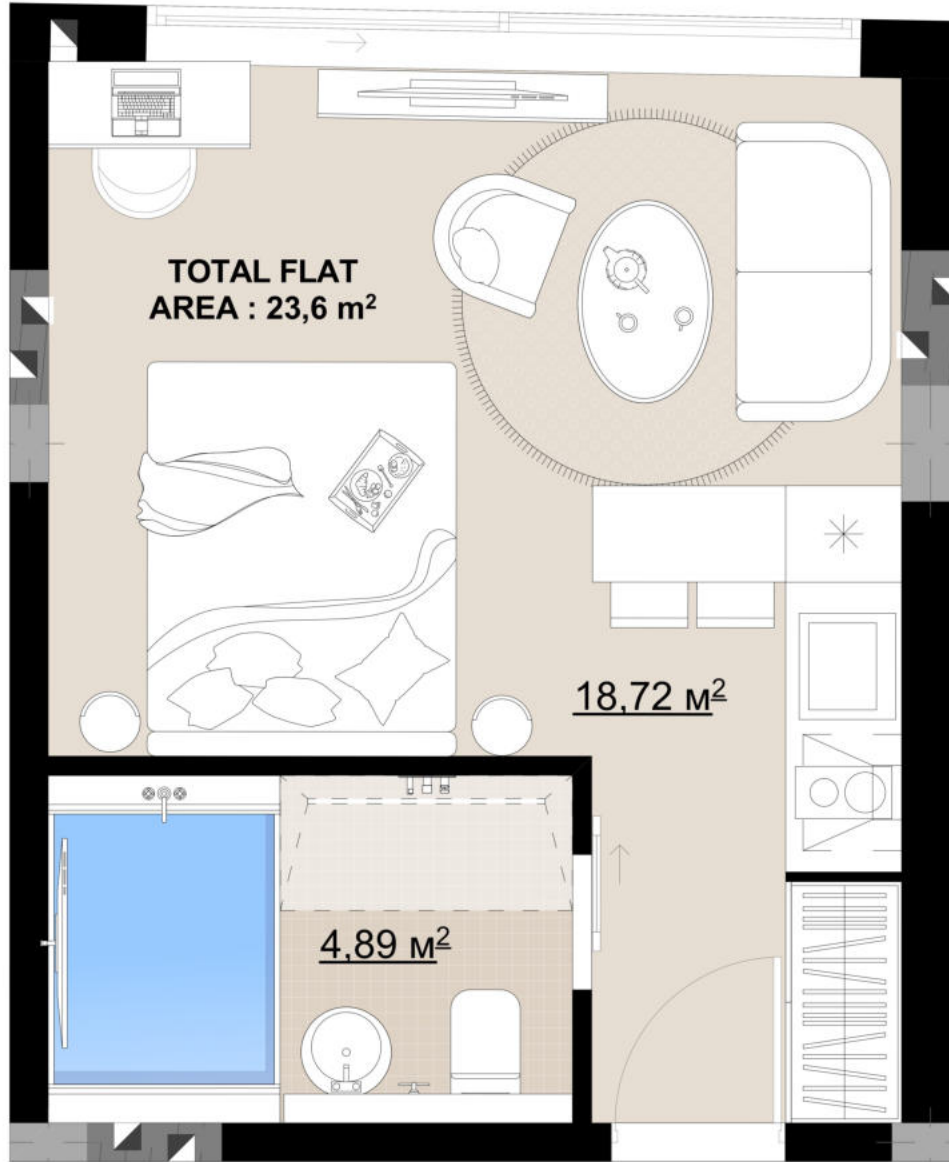 TOTAL FLAT
AREA : 23,6 m²
18,72 м²
4,89 м²